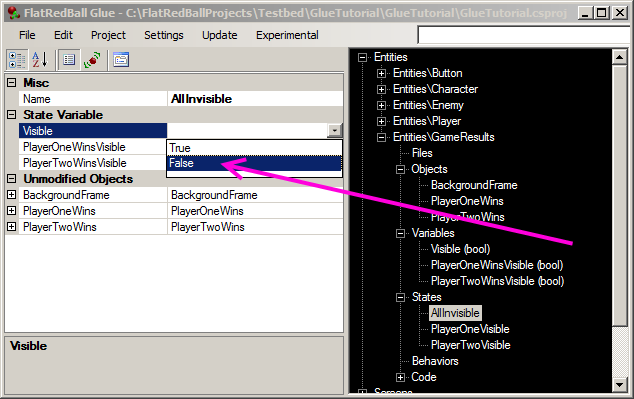 FlatRedBall Glue - C:\FlatRedBallProjects\Testbed\GlueTutorial\GlueTutorial\GlueTutorial.csproj
File Edit Project Settings Update Experimental
Misc
Name AllInvisible
State Variable
Visible
PlayerOneWinsVisible True
PlayerTwoWinsVisible False
Unmodified Objects
BackgroundFrame BackgroundFrame
PlayerOneWins PlayerOneWins
PlayerTwoWins PlayerTwoWins
Visible
Entities
Entities\Button
Entities\Character
Entities\Enemy
Entities\Player
Entities\GameResults
Files
Objects
BackgroundFrame
PlayerOneWins
PlayerTwoWins
Variables
Visible (bool)
PlayerOneWinsVisible (bool)
PlayerTwoWinsVisible (bool)
States
AllInvisible
PlayerOneVisible
PlayerTwoVisible
Behaviors
Code
Screens